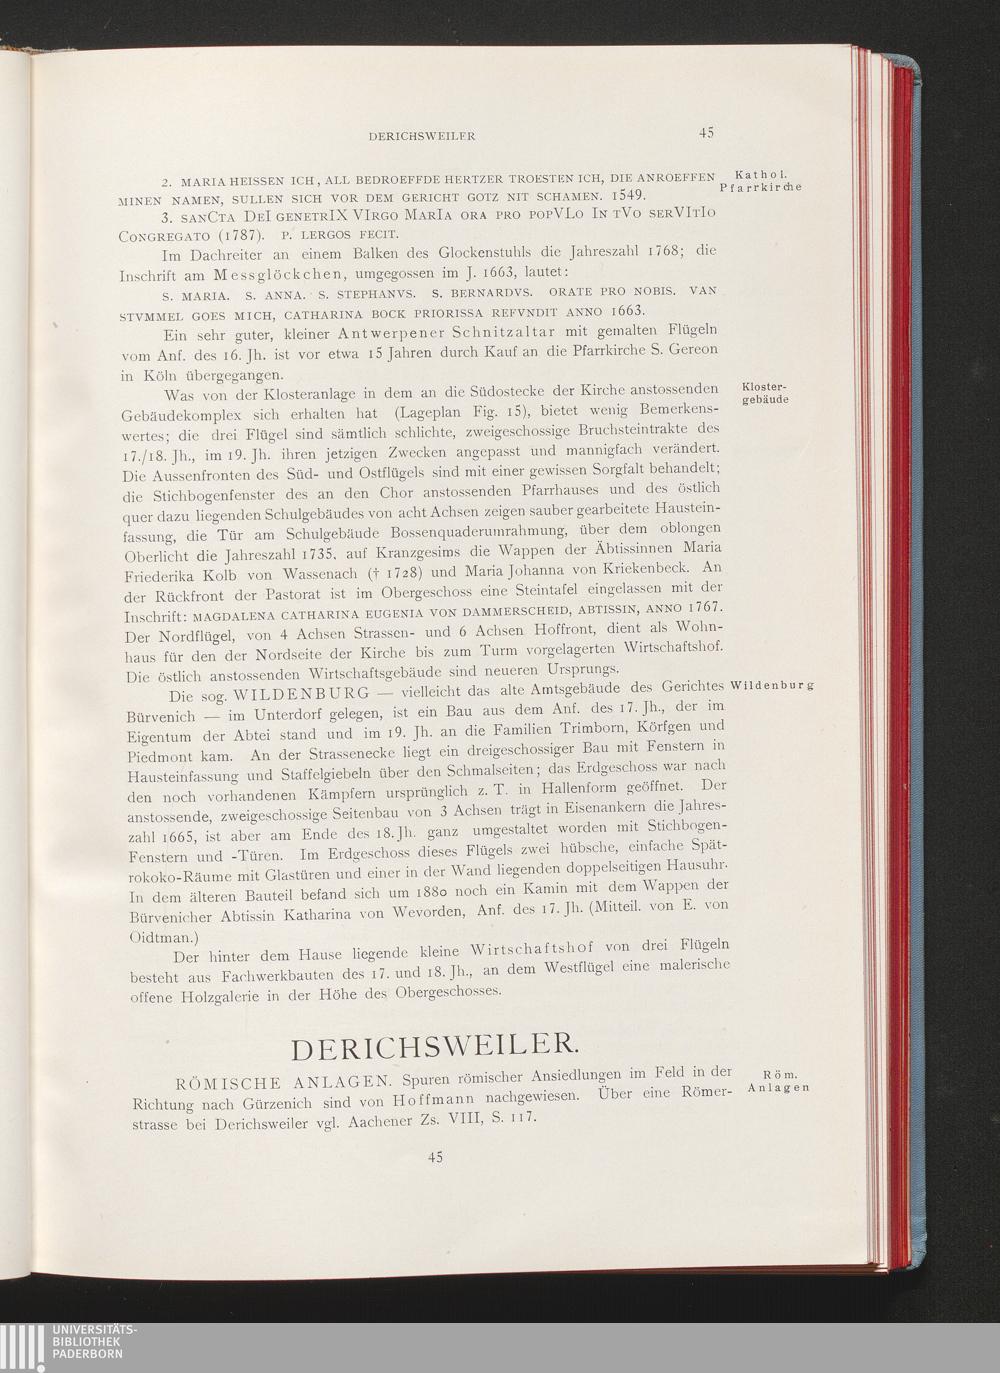 DERICHSWEILER 45
2. MARIA HEISSEN ICH, ALL BEDROEFFDE HERTZER TROESTEN ICH, DIE ANROEFFEN
Kathol.
Pfarrkirche
MINEN NAMEN, SULLEN SICH VOR DEM GERICHT GOTZ NIT SCHAMEN. 1549.
3. SANCTA DEI GENETRIX VIRGO MARIA ORA PRO POPVLO IN TVO SERVITIO
CONGREGATO (1787). P. LERGOS FECIT.
Im Dachreiter an einem Balken des Glockenstuhls die Jahreszahl 1768; die
Inschrift am Messglöckchen, umgegossen im J. 1663, lautet:
S. MARIA. S. ANNA. S. STEPHANVS. S. BERNARDVS. ORATE PRO NOBIS. VAN
STVMMEL GOES MICH, CATHARINA BOCK PRIORISSA REFVNDIT ANNO 1663.
Ein sehr guter, kleiner Antwerpener Schnitzaltar mit gemalten Flügeln
vom Anf. des 16. Jh. ist vor etwa 15 Jahren durch Kauf an die Pfarrkirche S. Gereon
in Köln übergegangen.
Was von der Klosteranlage in dem an die Südostecke der Kirche anstossenden
Kloster-
gebäude
Gebäudekomplex sich erhalten hat (Lageplan Fig. 15), bietet wenig Bemerkens-
wertes; die drei Flügel sind sämtlich schlichte, zweigeschossige Bruchsteintrakte des
17./18. Jh., im 19. Jh. ihren jetzigen Zwecken angepasst und mannigfach verändert.
Die Aussenfronten des Süd- und Ostflügels sind mit einer gewissen Sorgfalt behandelt;
die Stichbogenfenster des an den Chor anstossenden Pfarrhauses und des östlich
quer dazu liegenden Schulgebäudes von acht Achsen zeigen sauber gearbeitete Haustein-
fassung, die Tür am Schulgebäude Bossenquaderumrahmung, über dem oblongen
Oberlicht die Jahreszahl 1735, auf Kranzgesims die Wappen der Äbtissinnen Maria
Friederika Kolb von Wassenach († 1728) und Maria Johanna von Kriekenbeck. An
der Rückfront der Pastorat ist im Obergeschoss eine Steintafel eingelassen mit der
Inschrift: MAGDALENA CATHARINA EUGENIA VON DAMMERSCHEID, ABTISSIN, ANNO 1767.
Der Nordflügel, von 4 Achsen Strassen- und 6 Achsen Hoffront, dient als Wohn-
haus für den der Nordseite der Kirche bis zum Turm vorgelagerten Wirtschaftshof.
Die östlich anstossenden Wirtschaftsgebäude sind neueren Ursprungs.
Die sog. WILDENBURG — vielleicht das alte Amtsgebäude des Gerichtes
Wildenburg
Bürvenich — im Unterdorf gelegen, ist ein Bau aus dem Anf. des 17. Jh., der im
Eigentum der Abtei stand und im 19. Jh. an die Familien Trimborn, Körfgen und
Piedmont kam. An der Strassenecke liegt ein dreigeschossiger Bau mit Fenstern in
Hausteinfassung und Staffelgiebeln über den Schmalseiten; das Erdgeschoss war nach
den noch vorhandenen Kämpfern ursprünglich z. T. in Hallenform geöffnet. Der
anstossende, zweigeschossige Seitenbau von 3 Achsen trägt in Eisenankern die Jahres-
zahl 1665, ist aber am Ende des 18. Jh. ganz umgestaltet worden mit Stichbogen-
Fenstern und -Türen. Im Erdgeschoss dieses Flügels zwei hübsche, einfache Spät-
rokoko-Räume mit Glastüren und einer in der Wand liegenden doppelseitigen Hausuhr.
In dem älteren Bauteil befand sich um 1880 noch ein Kamin mit dem Wappen der
Bürvenicher Abtissin Katharina von Wevorden, Anf. des 17. Jh. (Mitteil. von E. von
Oidtman.)
Der hinter dem Hause liegende kleine Wirtschaftshof von drei Flügeln
besteht aus Fachwerkbauten des 17. und 18. Jh., an dem Westflügel eine malerische
offene Holzgalerie in der Höhe des Obergeschosses.
DERICHSWEILER.
RÖMISCHE ANLAGEN. Spuren römischer Ansiedlungen im Feld in der
Röm.
Anlagen
Richtung nach Gürzenich sind von Hoffmann nachgewiesen. Über eine Römer-
strasse bei Derichsweiler vgl. Aachener Zs. VIII, S. 117.
45
UNIVERSITÄTS-
BIBLIOTHEK
PADERBORN